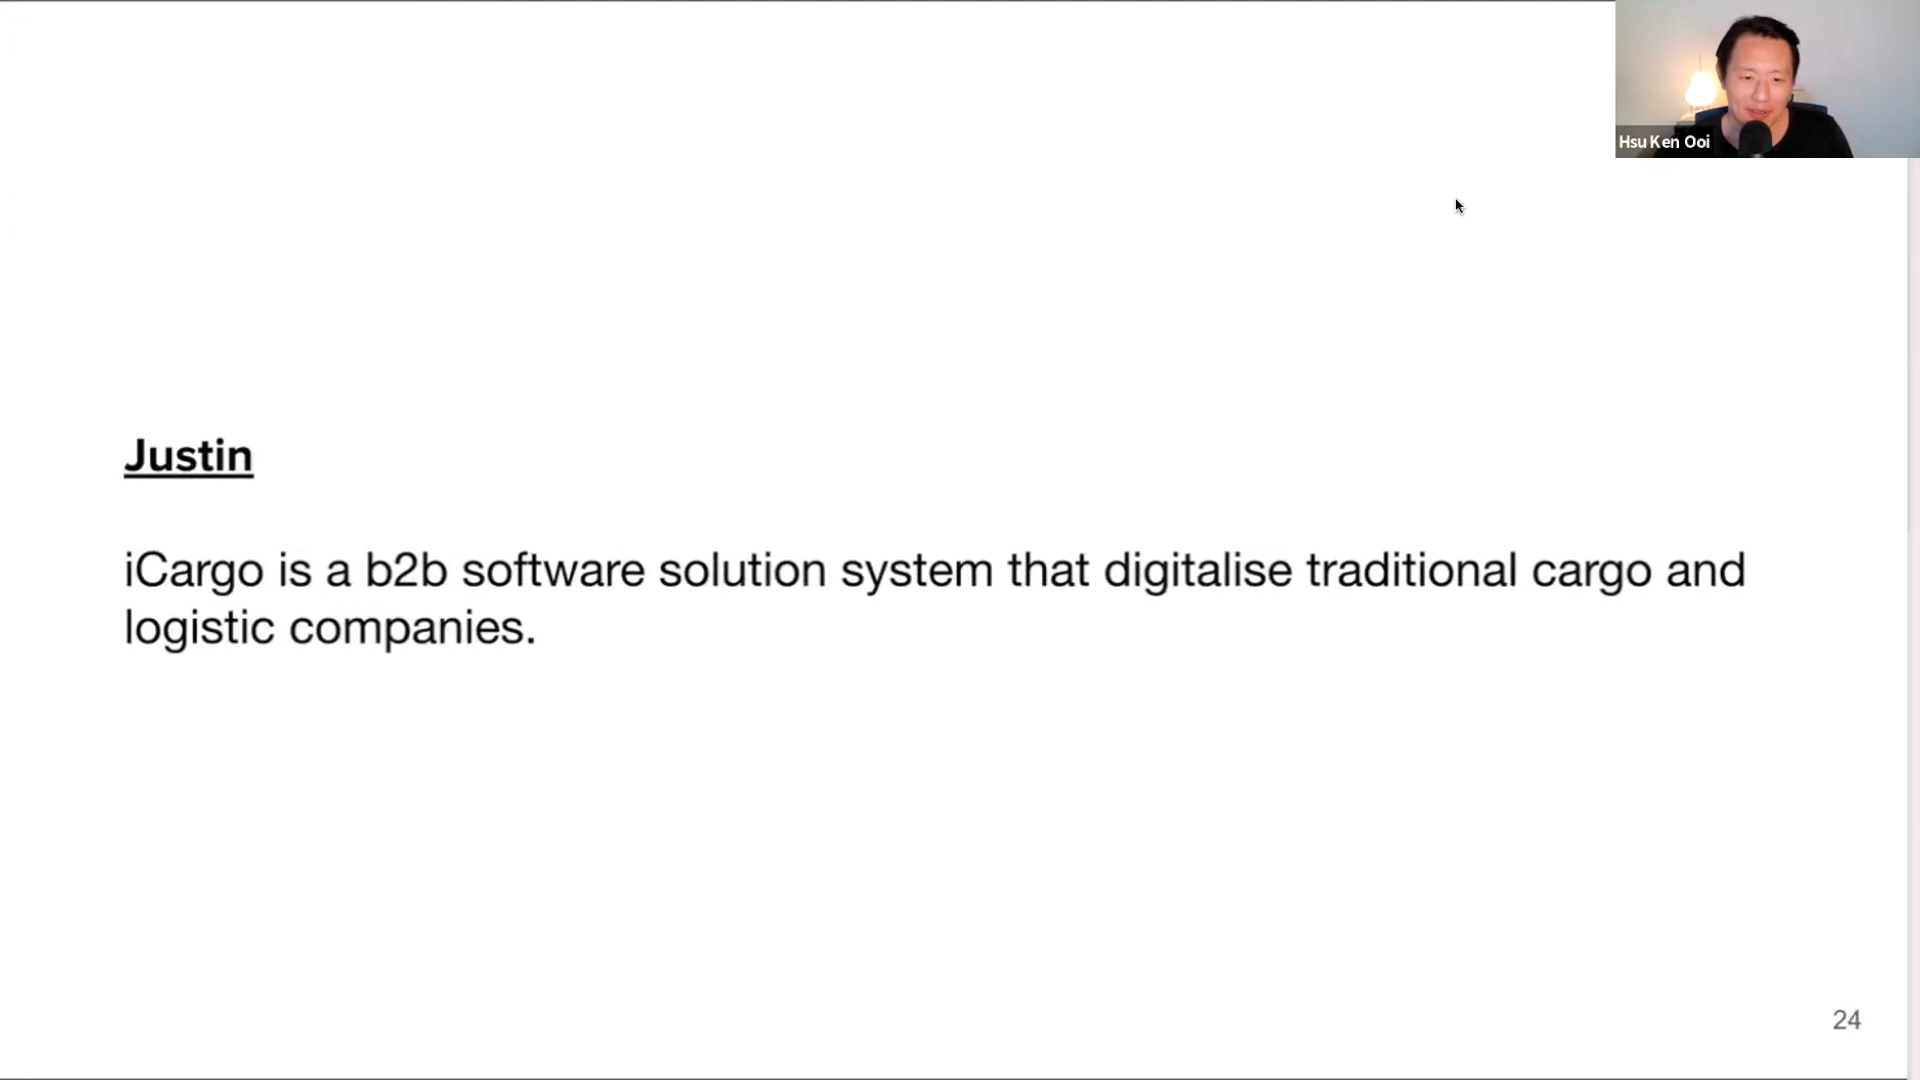 Hsu Ken Ooi
Justin
iCargo is a b2b software solution system that digitalise traditional cargo and
logistic companies.
24